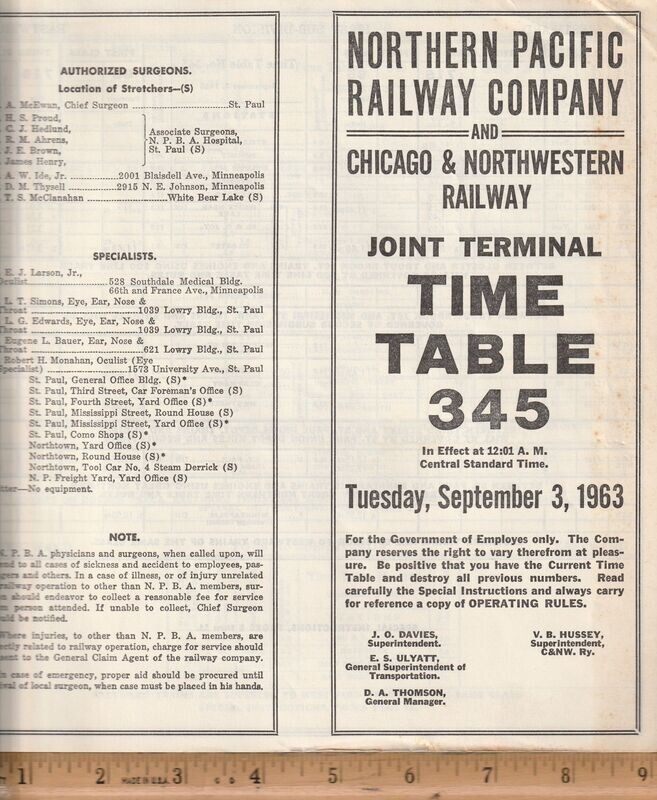 AUTHORIZED SURGEONS.
Location of Stretchers—(S)
A. McEwan, Chief Surgeon ........................St. Paul
H. S. Proud,
C. J. Hedlund,
R. M. Ahrens,
J. E. Brown,
James Henry,
Associate Surgeons,
N. P. B. A. Hospital,
St. Paul (S)
A. W. Ide, Jr. ..............2001 Blaisdell Ave., Minneapolis
D. M. Thysell ..............2915 N. E. Johnson, Minneapolis
T. S. McClanahan ........................White Bear Lake (S)
SPECIALISTS.
E. J. Larson, Jr.,
........................528 Southdale Medical Bldg.
66th and France Ave., Minneapolis
L. T. Simons, Eye, Ear, Nose &
Throat ........................1039 Lowry Bldg., St. Paul
L. G. Edwards, Eye, Ear, Nose &
Throat ........................1039 Lowry Bldg., St. Paul
Eugene L. Bauer, Ear, Nose &
Throat ........................621 Lowry Bldg., St. Paul
Robert H. Monahan, Oculist (Eye
Specialist) ..............1573 University Ave., St. Paul
St. Paul, General Office Bldg. (S)*
St. Paul, Third Street, Car Foreman's Office (S)
St. Paul, Fourth Street, Yard Office (S)*
St. Paul, Mississippi Street, Round House (S)
St. Paul, Mississippi Street, Yard Office (S)*
St. Paul, Como Shops (S)*
Northtown, Yard Office (S)*
Northtown, Round House (S)*
Northtown, Tool Car No. 4 Steam Derrick (S)
N. P. Freight Yard, Yard Office (S)
—No equipment.
NOTE.
N. P. B. A. physicians and surgeons, when called upon, will
to all cases of sickness and accident to employees, pas-
and others. In a case of illness, or of injury unrelated
railway operation to other than N. P. B. A. members, sur-
should endeavor to collect a reasonable fee for service
person attended. If unable to collect, Chief Surgeon
be notified.
Where injuries, to other than N. P. B. A. members, are
related to railway operation, charge for service should
sent to the General Claim Agent of the railway company.
In case of emergency, proper aid should be procured until
of local surgeon, when case must be placed in his hands.
NORTHERN PACIFIC
RAILWAY COMPANY
AND
CHICAGO & NORTHWESTERN
RAILWAY
JOINT TERMINAL
TIME
TABLE
345
In Effect at 12:01 A. M.
Central Standard Time.
Tuesday, September 3, 1963
For the Government of Employes only. The Com-
pany reserves the right to vary therefrom at pleas-
ure. Be positive that you have the Current Time
Table and destroy all previous numbers. Read
carefully the Special Instructions and always carry
for reference a copy of OPERATING RULES.
J. O. DAVIES,
Superintendent.
E. S. ULYATT,
General Superintendent of
Transportation.
D. A. THOMSON,
General Manager.
V. B. HUSSEY,
Superintendent,
C&NW. Ry.
1 2 MADE IN U.S.A. 3 4 5 6 7 8 9